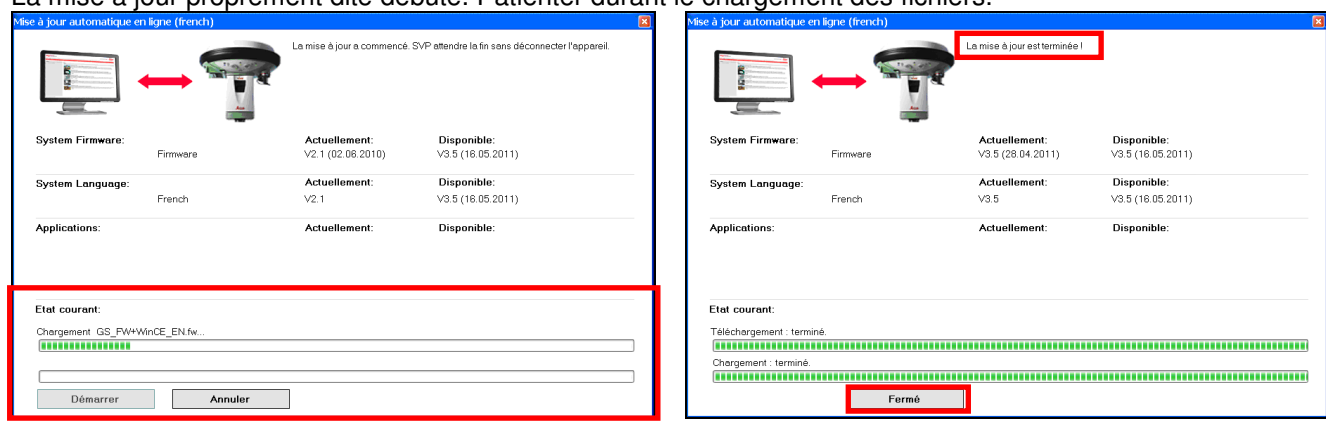 La mise à jour proprement dite débute. Patienter durant le chargement des fichiers.
Mise à jour automatique en ligne (french)
La mise à jour a commencé. SVP attendre la fin sans déconnecter l'appareil.
System Firmware:
Actuellement:
Disponible:
Firmware
V2.1 (02.06.2010)
V3.5 (16.05.2011)
System Language:
Actuellement:
Disponible:
French
V2.1
V3.5 (16.05.2011)
Applications:
Actuellement:
Disponible:
Etat courant:
Chargement GS_FW+WinCE_EN.fw...
Démarrer
Annuler
Mise à jour automatique en ligne (french)
La mise à jour est terminée !
System Firmware:
Actuellement:
Disponible:
Firmware
V3.5 (28.04.2011)
V3.5 (16.05.2011)
System Language:
Actuellement:
Disponible:
French
V3.5
V3.5 (16.05.2011)
Applications:
Actuellement:
Disponible:
Etat courant:
Téléchargement : terminé.
Chargement : terminé.
Fermé